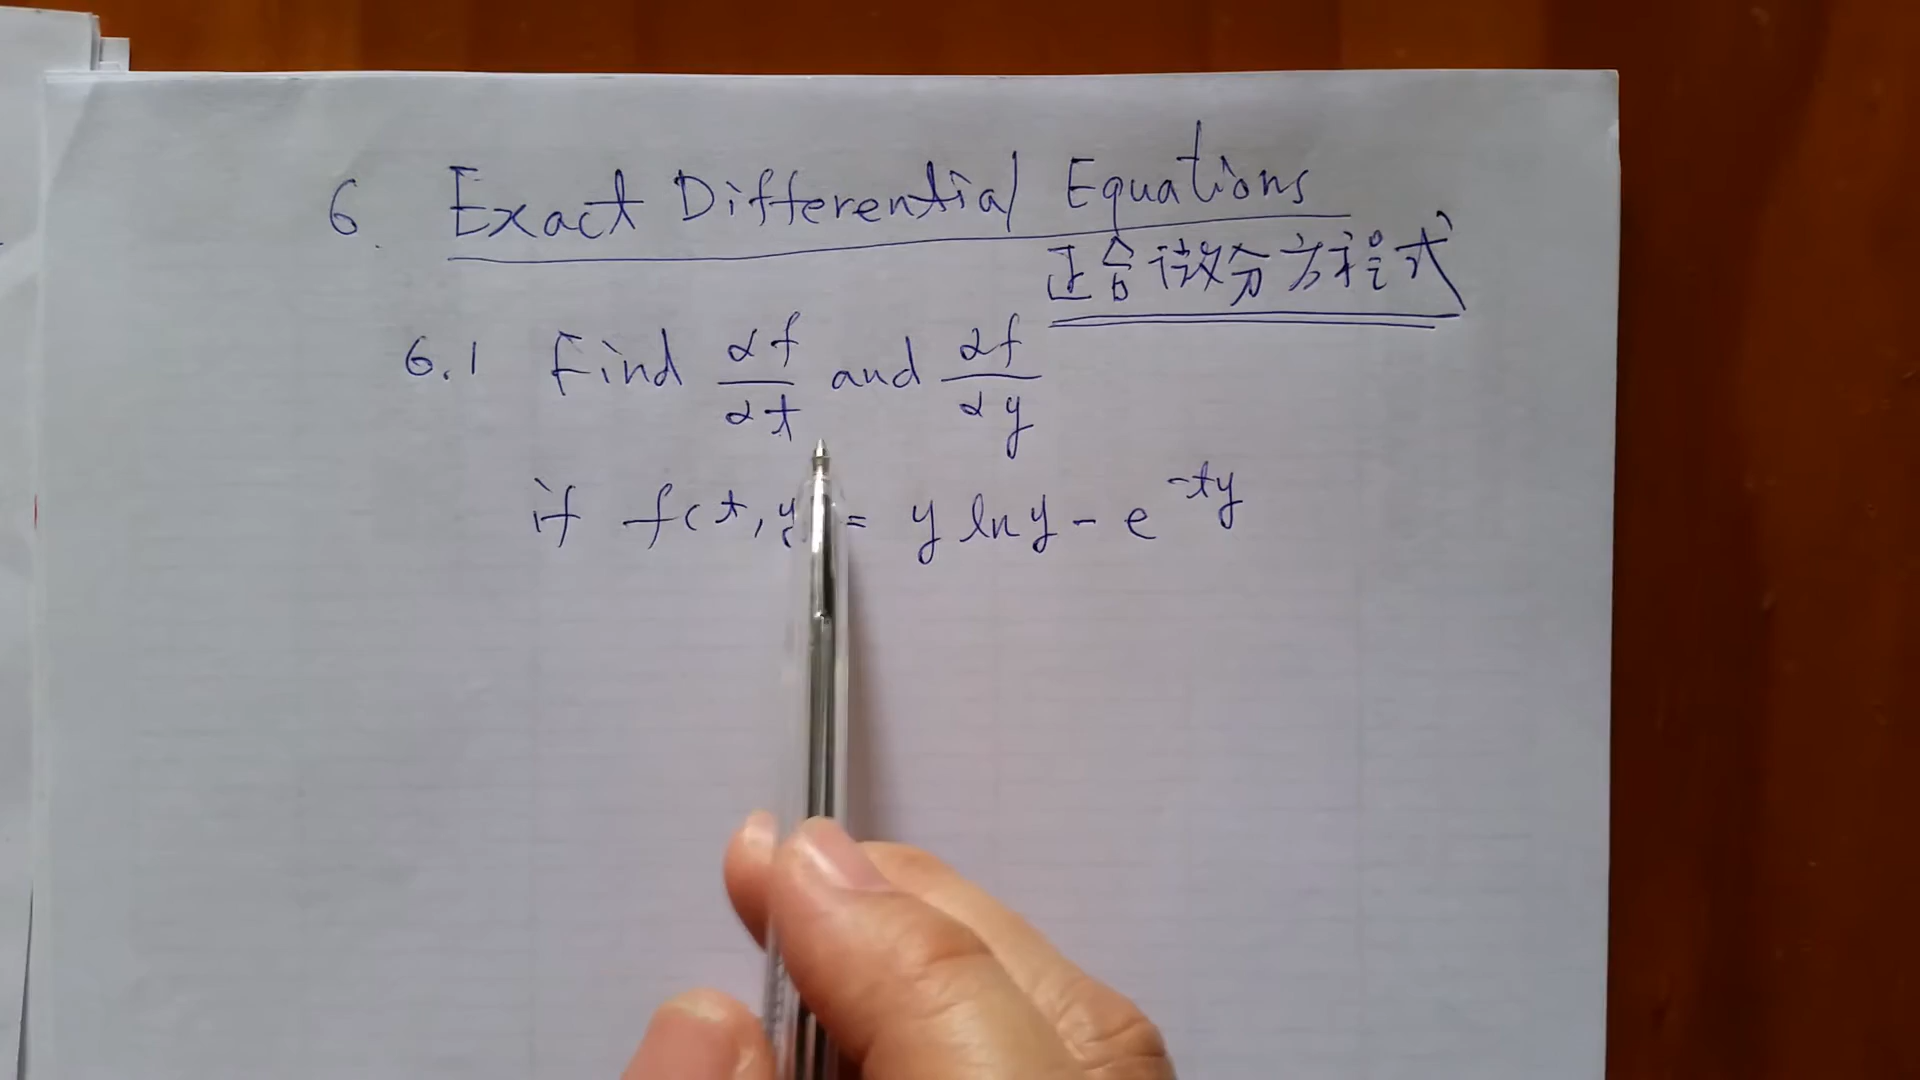 6. Exact Differential Equations
正合微分方程式
6.1 Find ∂f/∂t and ∂f/∂y
if f(t,y = y ln y - e^-ty